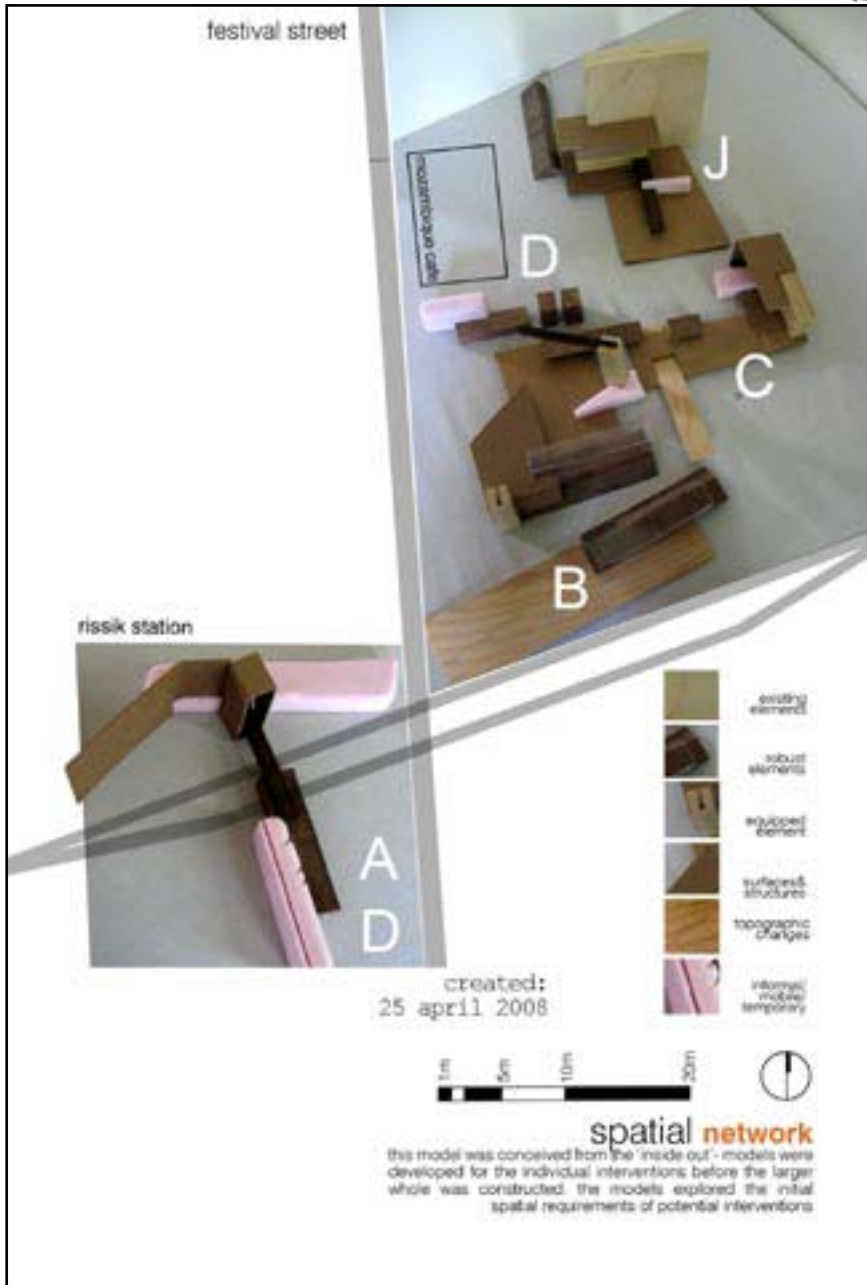 festival street
mozambique cafe
J
D
C
B
rissik station
A
D
existing
elements
robust
elements
equipped
element
surfaces&
structures
topographic
changes
informal/
mobile/
temporary
created:
25 april 2008
1m
5m
10m
20m
spatial network
this model was conceived from the 'inside out'- models were
developed for the individual interventions before the larger
whole was constructed. the models explored the initial
spatial requirements of potential interventions